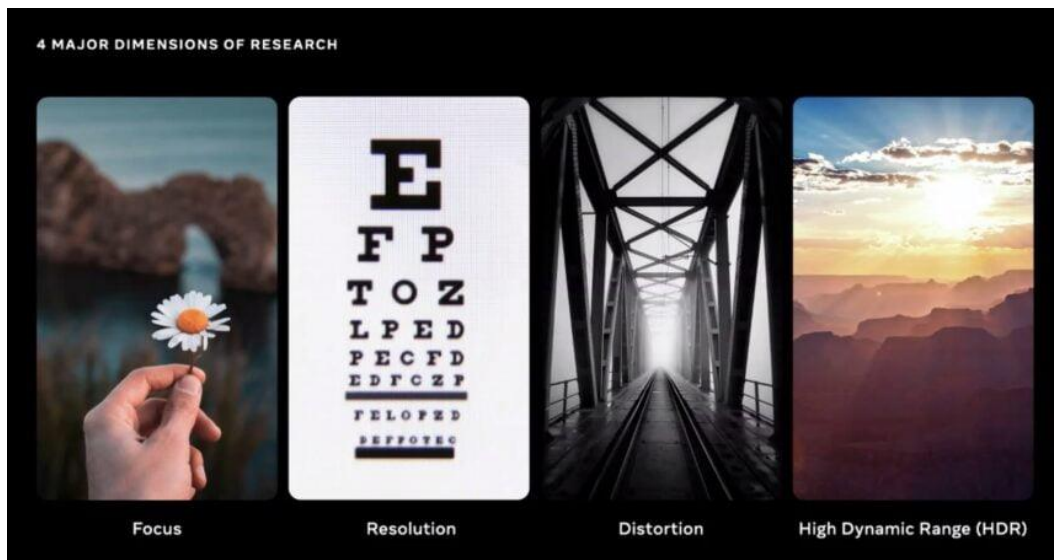 4 MAJOR DIMENSIONS OF RESEARCH
E
F P
T O Z
L P E D
P E C F D
E D F C Z P
F E L O P Z D
D E F P O T E C
Focus
Resolution
Distortion
High Dynamic Range (HDR)